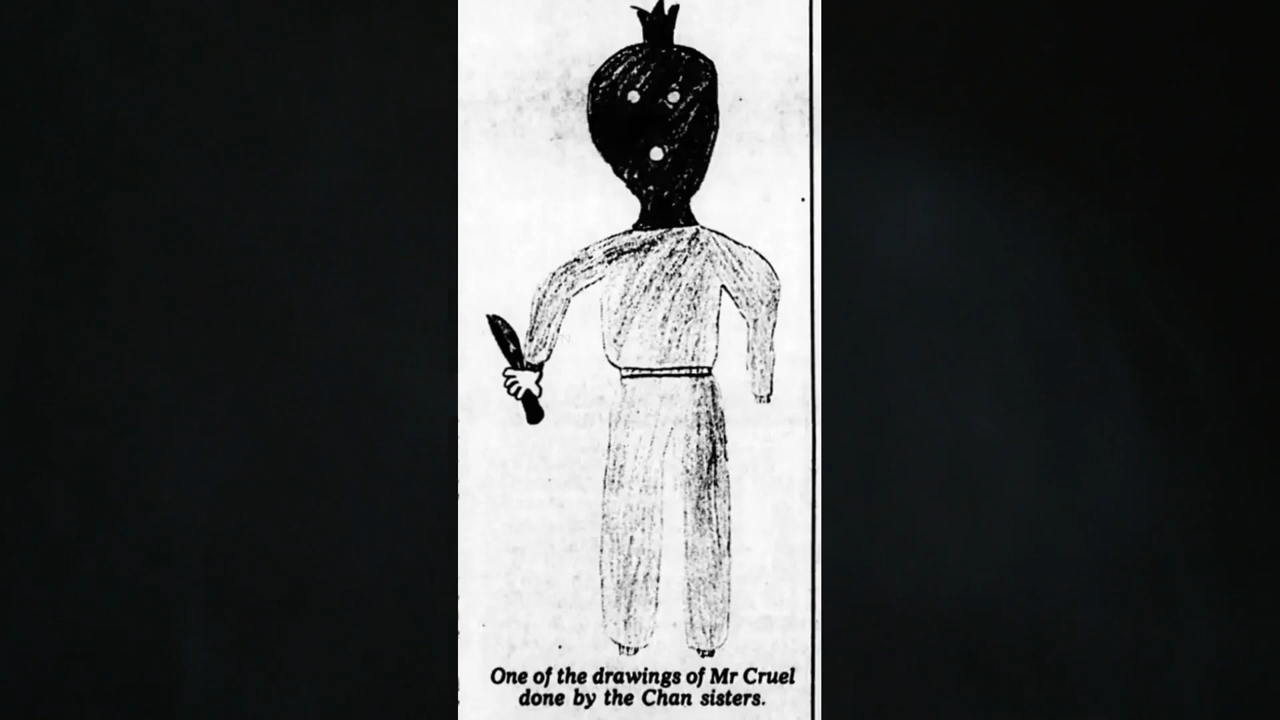 One of the drawings of Mr Cruel
done by the Chan sisters.